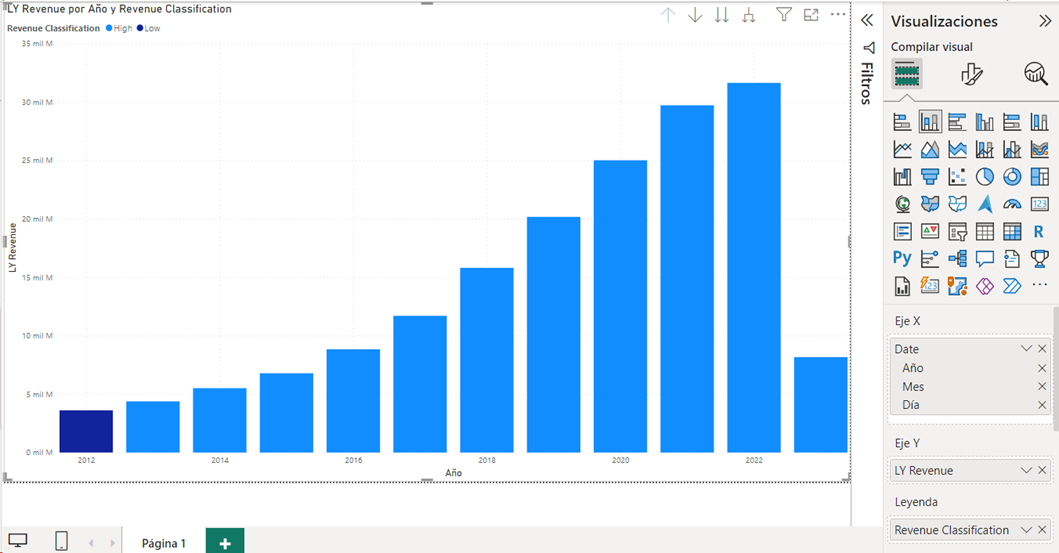 LY Revenue por Año y Revenue Classification
Revenue Classification High Low
35 mil M
30 mil M
25 mil M
20 mil M
15 mil M
10 mil M
5 mil M
0 mil M
LY Revenue
2012 2014 2016 2018 2020 2022
Año
Filtros
Visualizaciones
Compilar visual
123
R
Py
123
Eje X
Date
Año
Mes
Día
Eje Y
LY Revenue
Leyenda
Revenue Classification
Página 1